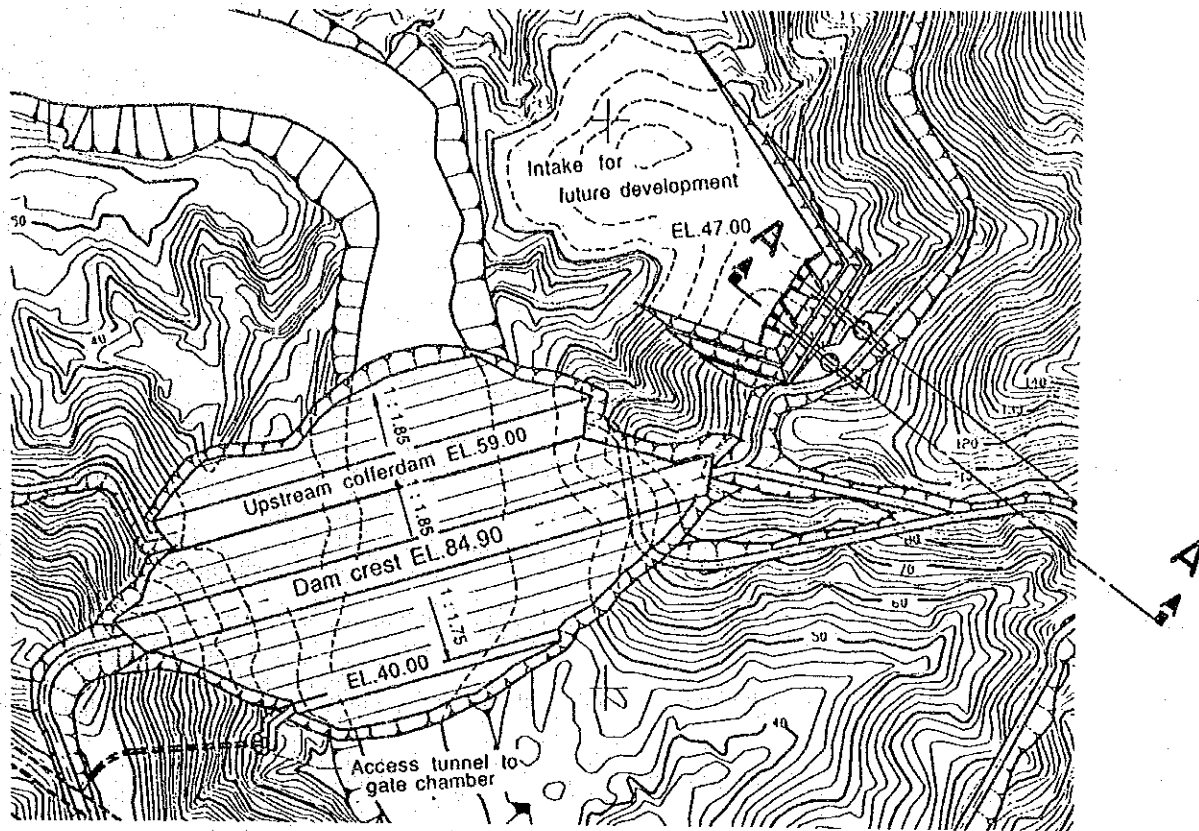 Intake for
future development
EL.47.00
A
50
40
1:1.85
Upstream cofferdam EL.59.00
1:1.85
Dam crest EL.84.90
1:1.75
EL.40.00
Access tunnel to
gate chamber
120
80
70
60
50
40
A